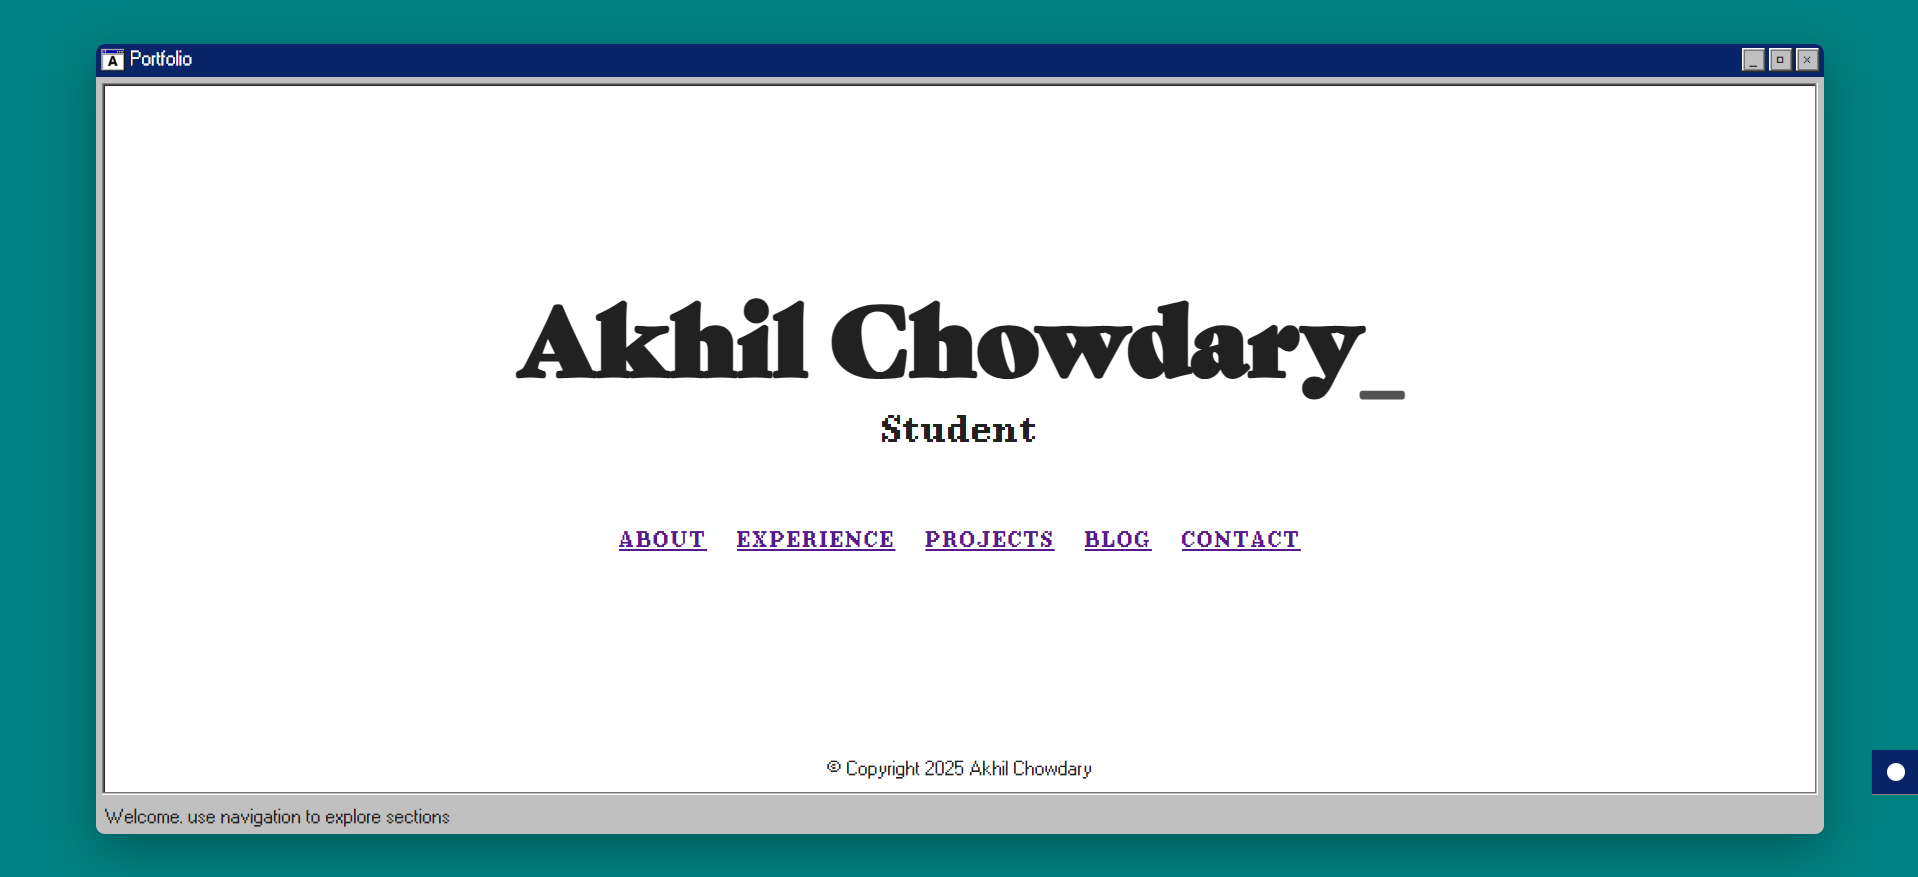 A Portfolio
Akhil Chowdary_
Student
ABOUT EXPERIENCE PROJECTS BLOG CONTACT
© Copyright 2025 Akhil Chowdary
Welcome. use navigation to explore sections